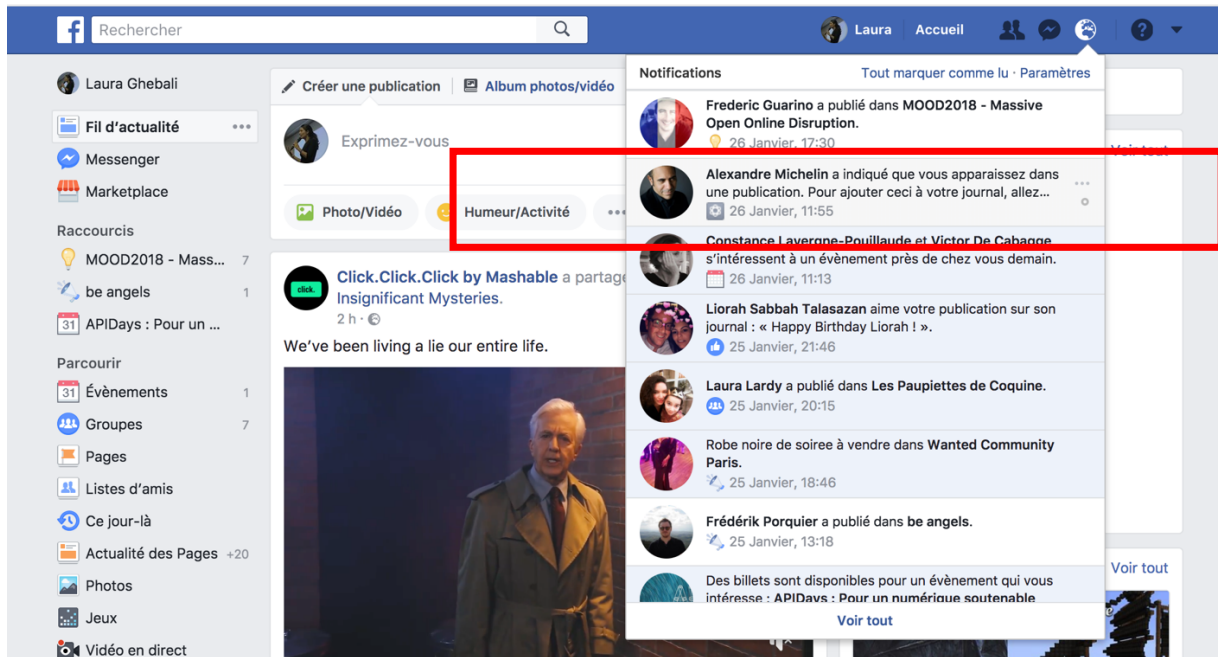 Rechercher
Laura
Accueil
Laura Ghebali
Fil d'actualité
Messenger
Marketplace
Raccourcis
MOOD2018 - Mass... 7
be angels 1
31 APIDays : Pour un ...
Parcourir
31 Évènements 1
Groupes 7
Pages
Listes d'amis
Ce jour-là
Actualité des Pages +20
Photos
Jeux
Vidéo en direct
Créer une publication
Album photos/vidéo
Exprimez-vous
Photo/Vidéo
Humeur/Activité
click.
Click.Click.Click by Mashable a partagé
Insignificant Mysteries.
2 h ·
We've been living a lie our entire life.
Notifications
Tout marquer comme lu · Paramètres
Frederic Guarino a publié dans MOOD2018 - Massive
Open Online Disruption.
26 Janvier, 17:30
Alexandre Michelin a indiqué que vous apparaissez dans
une publication. Pour ajouter ceci à votre journal, allez...
26 Janvier, 11:55
Constance Lavergne-Pouillaude et Victor De Cabagge
s'intéressent à un évènement près de chez vous demain.
26 Janvier, 11:13
Liorah Sabbah Talasazan aime votre publication sur son
journal : « Happy Birthday Liorah ! ».
25 Janvier, 21:46
Laura Lardy a publié dans Les Paupiettes de Coquine.
25 Janvier, 20:15
Robe noire de soiree à vendre dans Wanted Community
Paris.
25 Janvier, 18:46
Frédérik Porquier a publié dans be angels.
25 Janvier, 13:18
Des billets sont disponibles pour un évènement qui vous
intéresse : APIDays : Pour un numérique soutenable
Voir tout
Voir tout
Voir tout